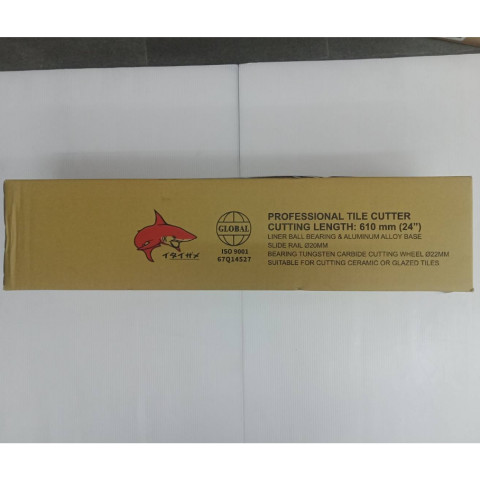 イタイザメ
GLOBAL
ISO 9001
67Q14527
PROFESSIONAL TILE CUTTER
CUTTING LENGTH: 610 mm (24")
LINER BALL BEARING & ALUMINUM ALLOY BASE
SLIDE RAIL Ø20MM
BEARING TUNGSTEN CARBIDE CUTTING WHEEL Ø22MM
SUITABLE FOR CUTTING CERAMIC OR GLAZED TILES